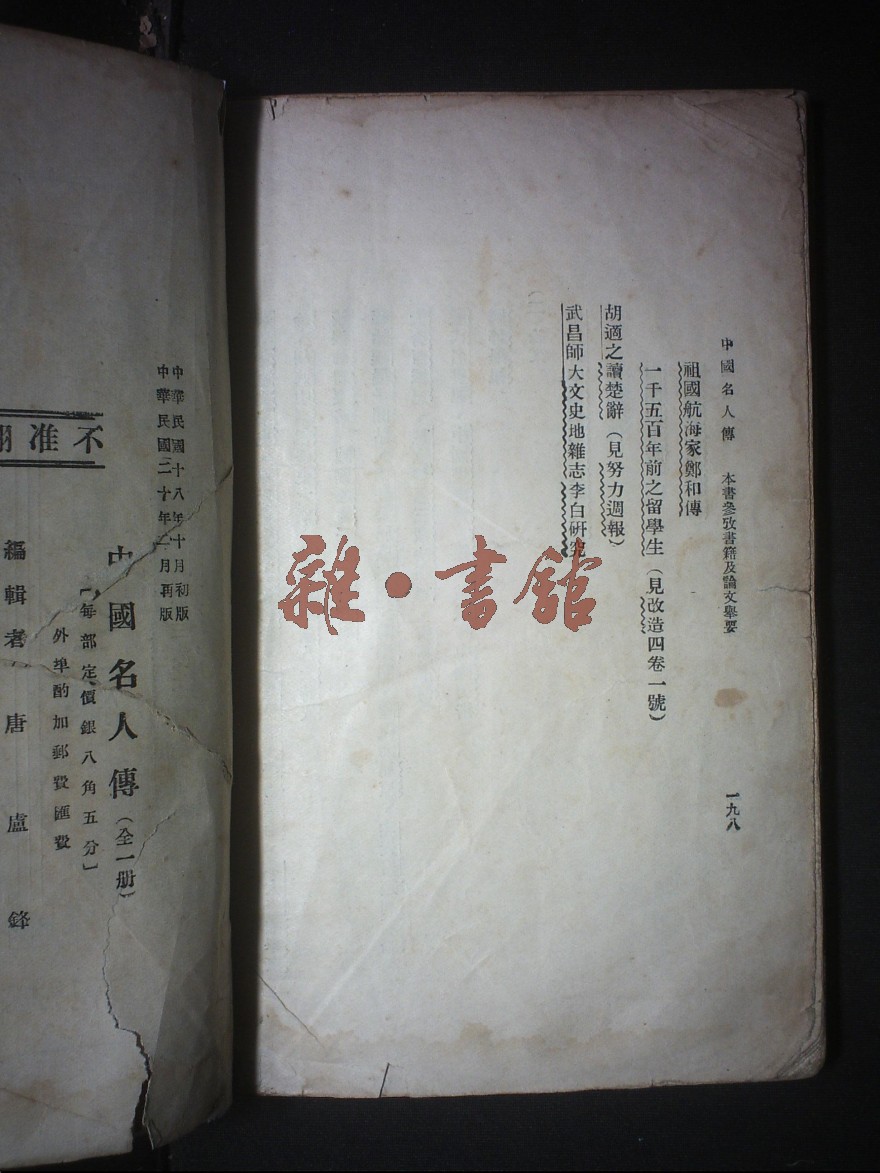 中國名人傳　本書參攷書籍及論文舉要　一九八
祖國航海家鄭和傳
一千五百年前之留學生（見改造四卷一號）
胡適之讀楚辭（見努力週報）
武昌師大文史地雜志李白研究
雜·書館
中華民國十八年十月初版
中華民國二十年二月再版
中國名人傳（全一册）
【每部定價銀八角五分】
外埠酌加郵費匯費
不准翻
編輯者　唐盧鋒